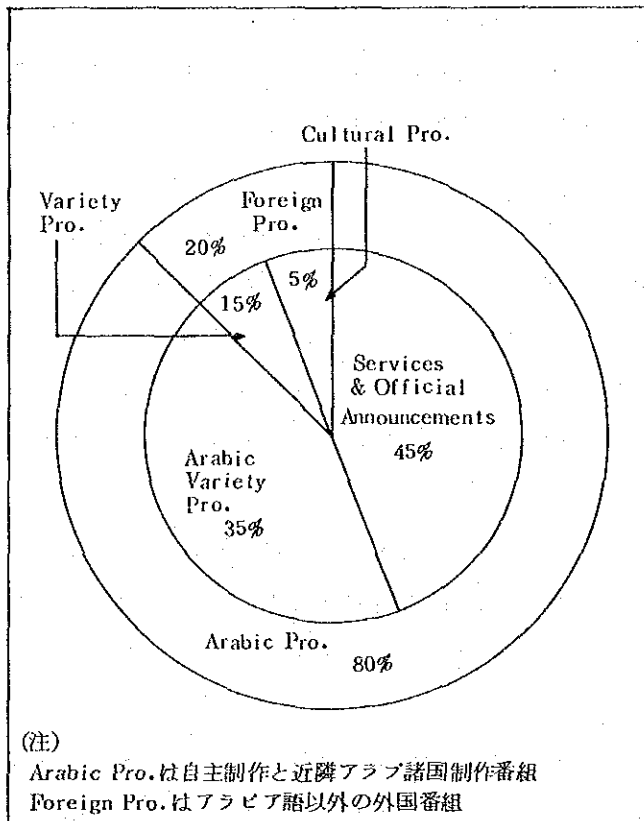 Cultural Pro.
Variety
Pro.
Foreign
Pro.
20%
5%
15%
Services
& Official
Announcements
45%
Arabic
Variety
Pro.
35%
Arabic Pro.
80%
(注)
Arabic Pro.は自主制作と近隣アラブ諸国制作番組
Foreign Pro.はアラビア語以外の外国番組